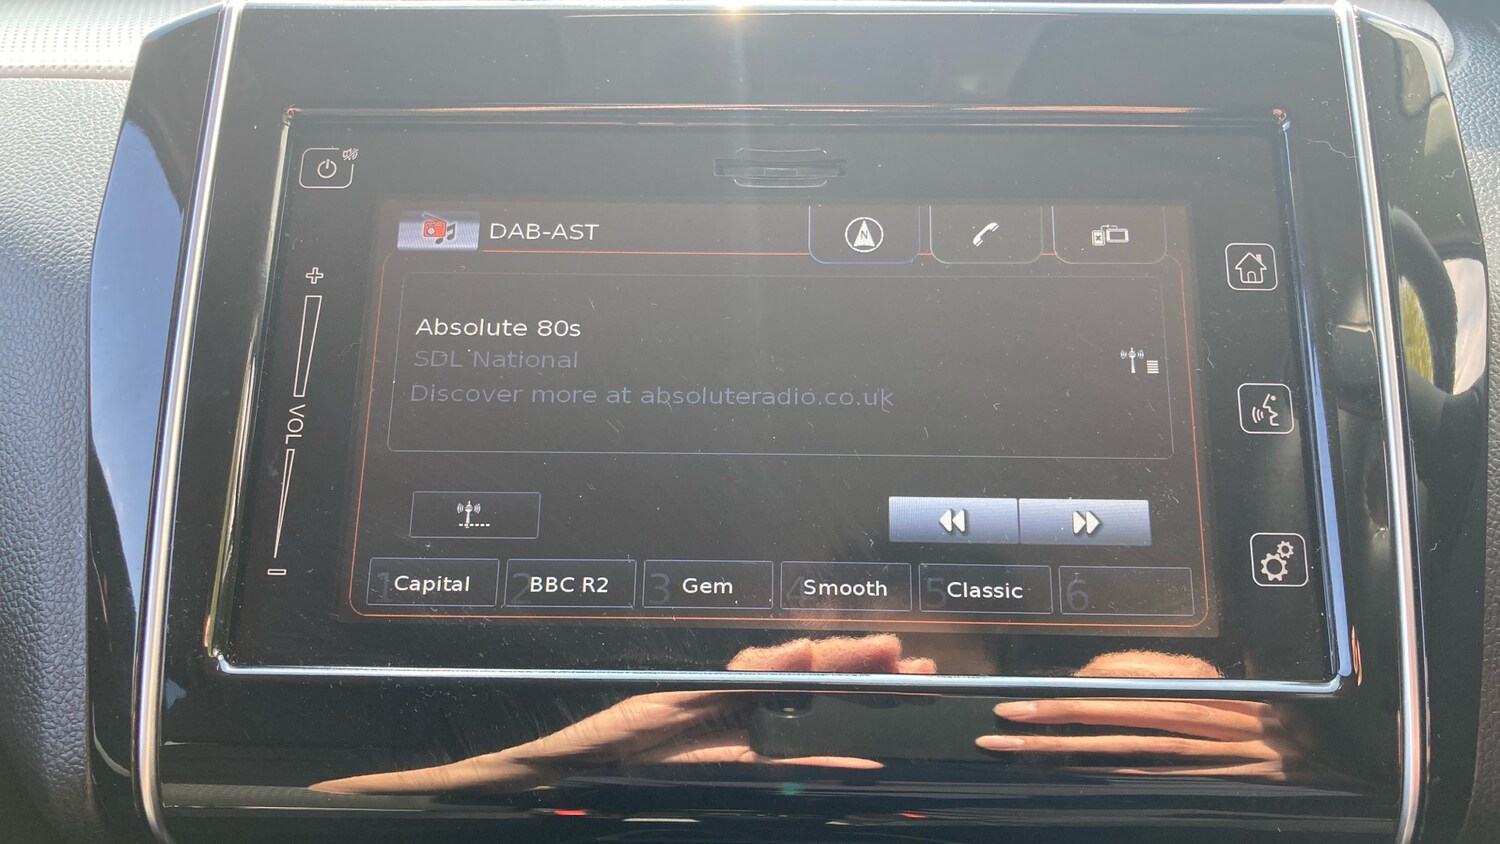 DAB-AST
N
Absolute 80s
SDL National
Discover more at absoluteradio.co.uk
VOL
1 Capital
2 BBC R2
3 Gem
4 Smooth
5 Classic
6